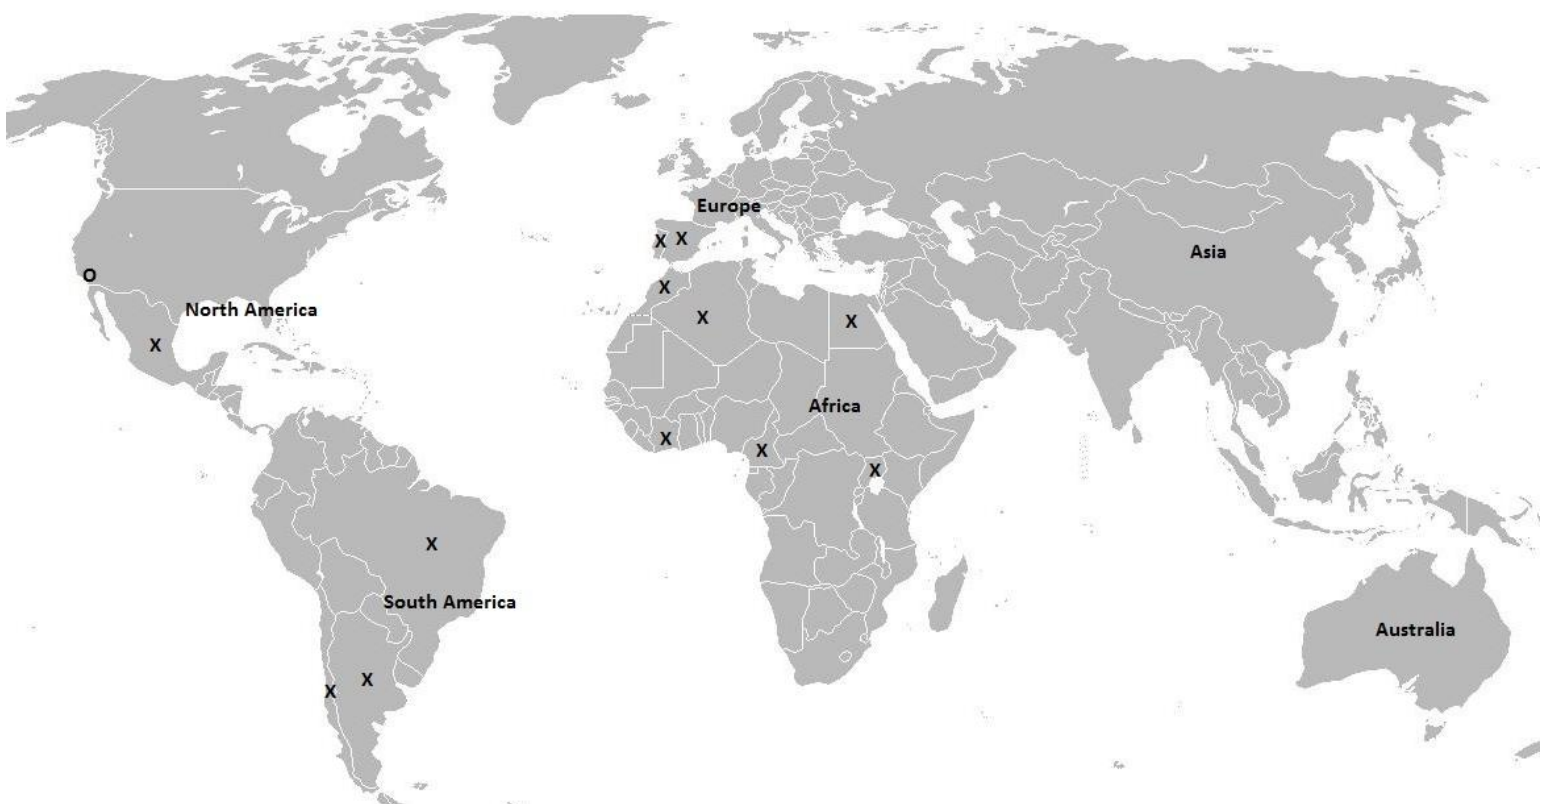 Europe
X X
Asia
O
X
North America
X
X
X
Africa
X
X
X
X
X
South America
Australia
X
X